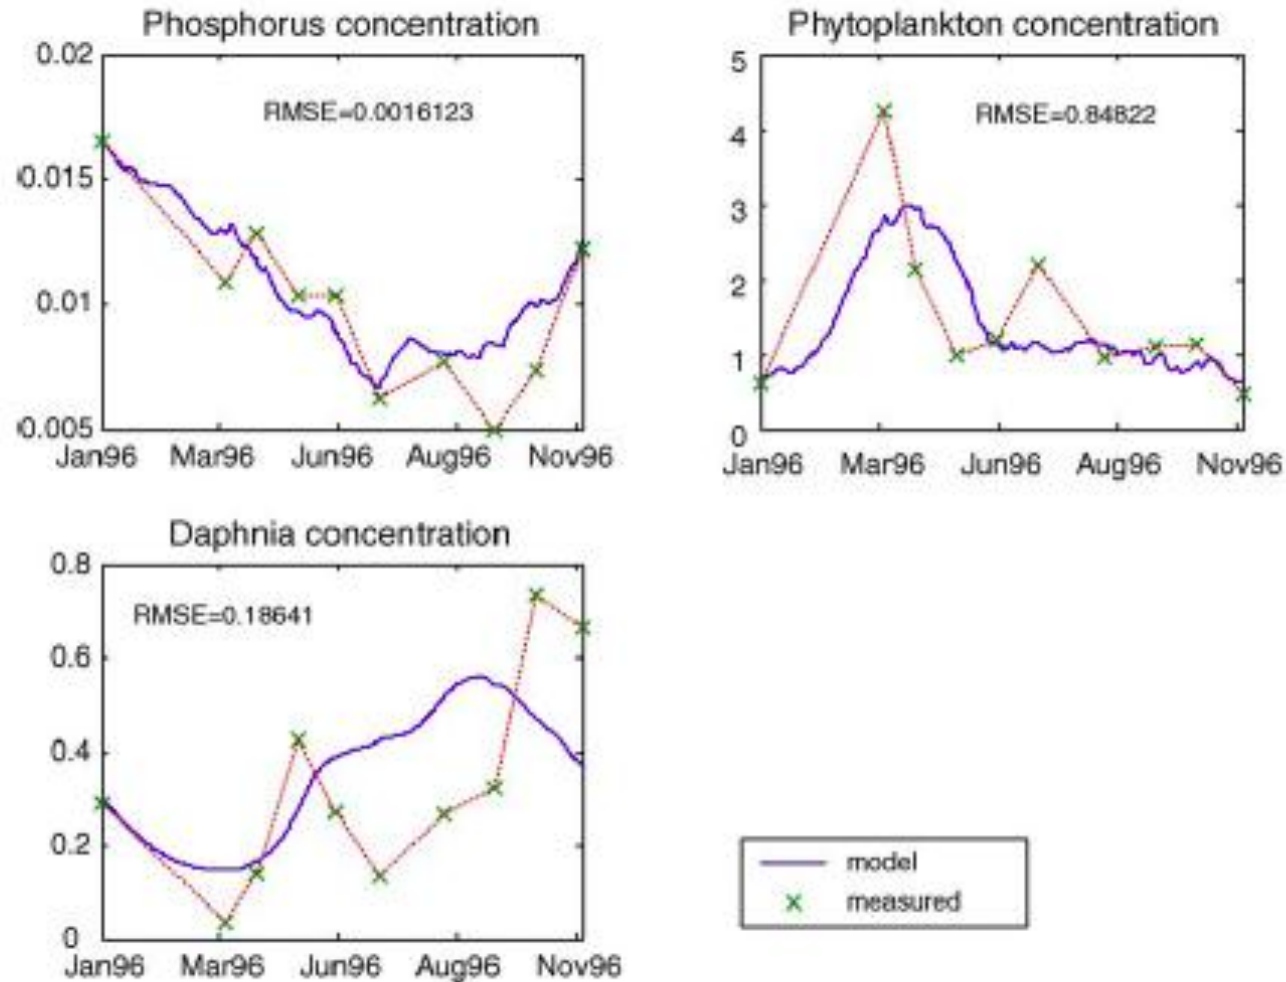 Phosphorus concentration
0.02
RMSE=0.0016123
0.015
0.01
0.005
Jan96 Mar96 Jun96 Aug96 Nov96
Phytoplankton concentration
5
RMSE=0.84822
4
3
2
1
0
Jan96 Mar96 Jun96 Aug96 Nov96
Daphnia concentration
0.8
RMSE=0.18641
0.6
0.4
0.2
0
Jan96 Mar96 Jun96 Aug96 Nov96
model
measured